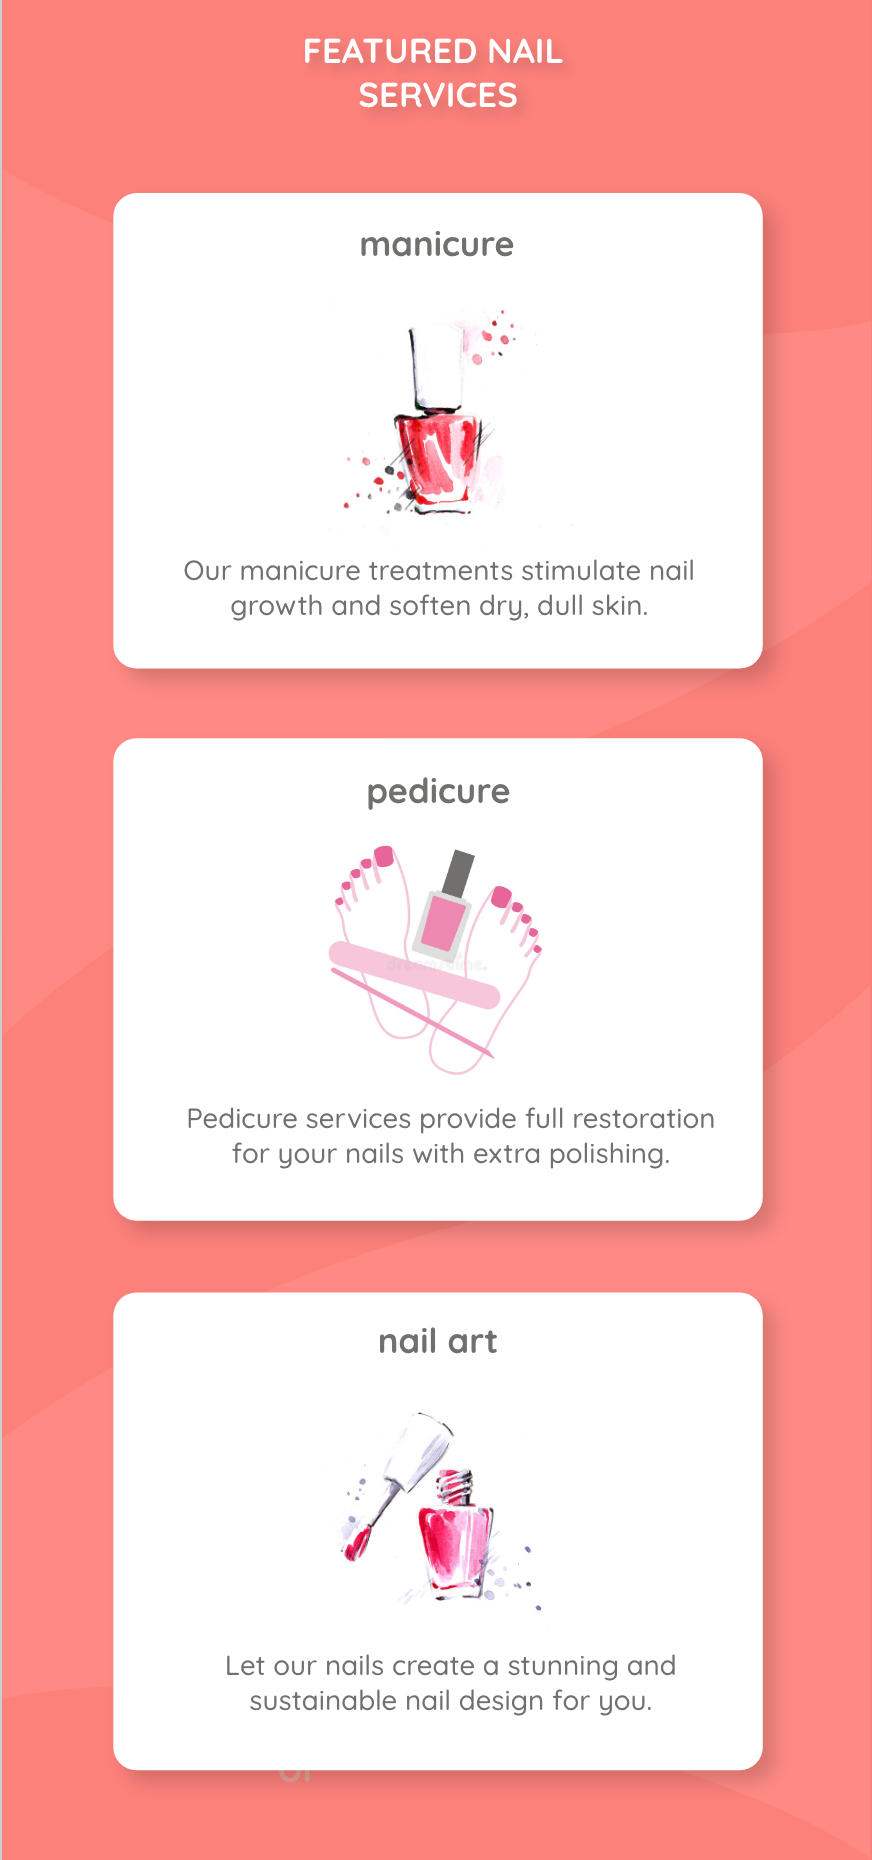 FEATURED NAIL
SERVICES
manicure
Our manicure treatments stimulate nail
growth and soften dry, dull skin.
pedicure
Pedicure services provide full restoration
for your nails with extra polishing.
nail art
Let our nails create a stunning and
sustainable nail design for you.